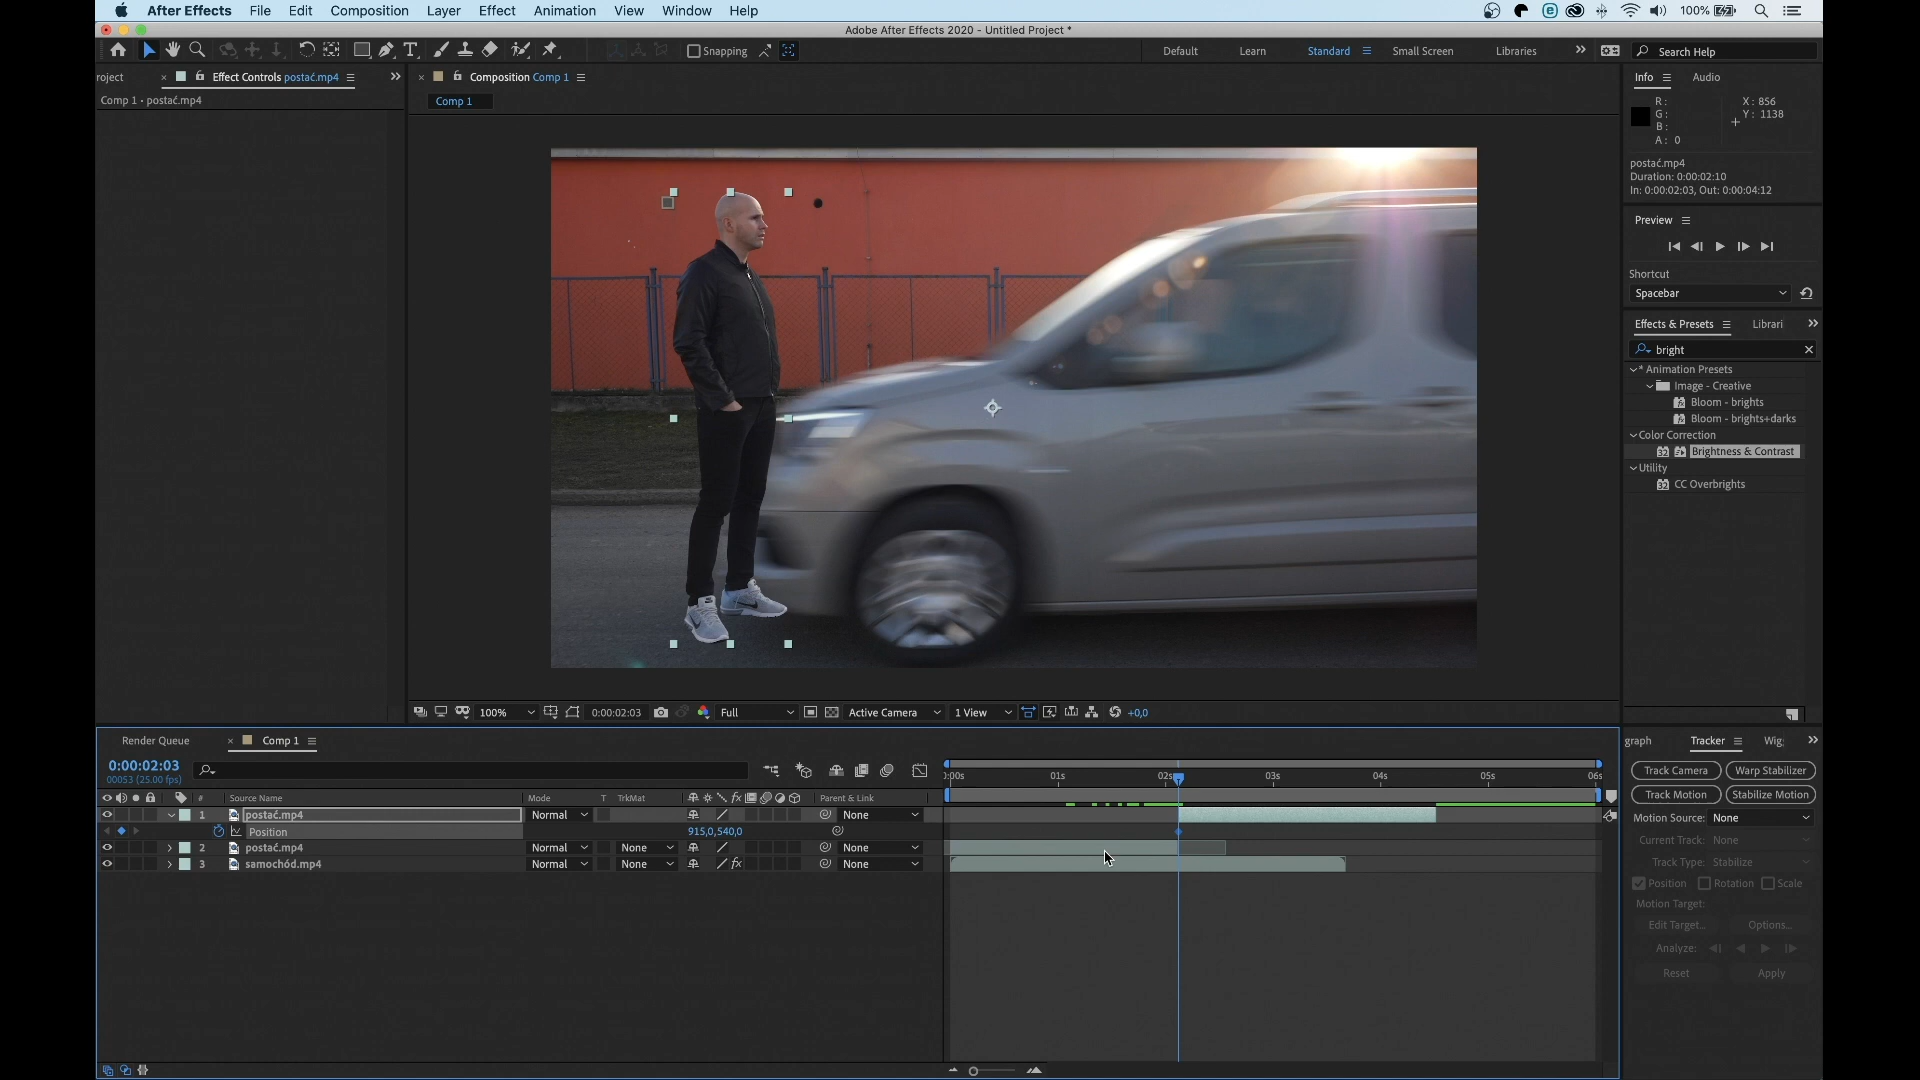 After Effects File Edit Composition Layer Effect Animation View Window Help 100%
Adobe After Effects 2020 - Untitled Project *
Snapping Default Learn Standard Small Screen Libraries Search Help
roject Effect Controls postać.mp4 Composition Comp 1 Info Audio
Comp 1 • postać.mp4 Comp 1
R: X: 856
G: Y: 1138
B:
A: 0
postać.mp4
Duration: 0:00:02:10
In: 0:00:02:03, Out: 0:00:04:12
Preview
Shortcut
Spacebar
Effects & Presets Librari
bright
* Animation Presets
Image - Creative
Bloom - brights
Bloom - brights+darks
Color Correction
Brightness & Contrast
Utility
CC Overbrights
100% 0:00:02:03 Full Active Camera 1 View +0,0
Render Queue Comp 1
0:00:02:03
00053 (25.00 fps)
# Source Name Mode T TrkMat Parent & Link
:00s 01s 02s 03s 04s 05s 06s
1 postać.mp4 Normal None
Position 915,0,540,0
2 postać.mp4 Normal None None
3 samochód.mp4 Normal None None
graph Tracker Wig
Track Camera Warp Stabilizer
Track Motion Stabilize Motion
Motion Source: None
Current Track: None
Track Type: Stabilize
Position Rotation Scale
Motion Target:
Edit Target... Options...
Analyze:
Reset Apply